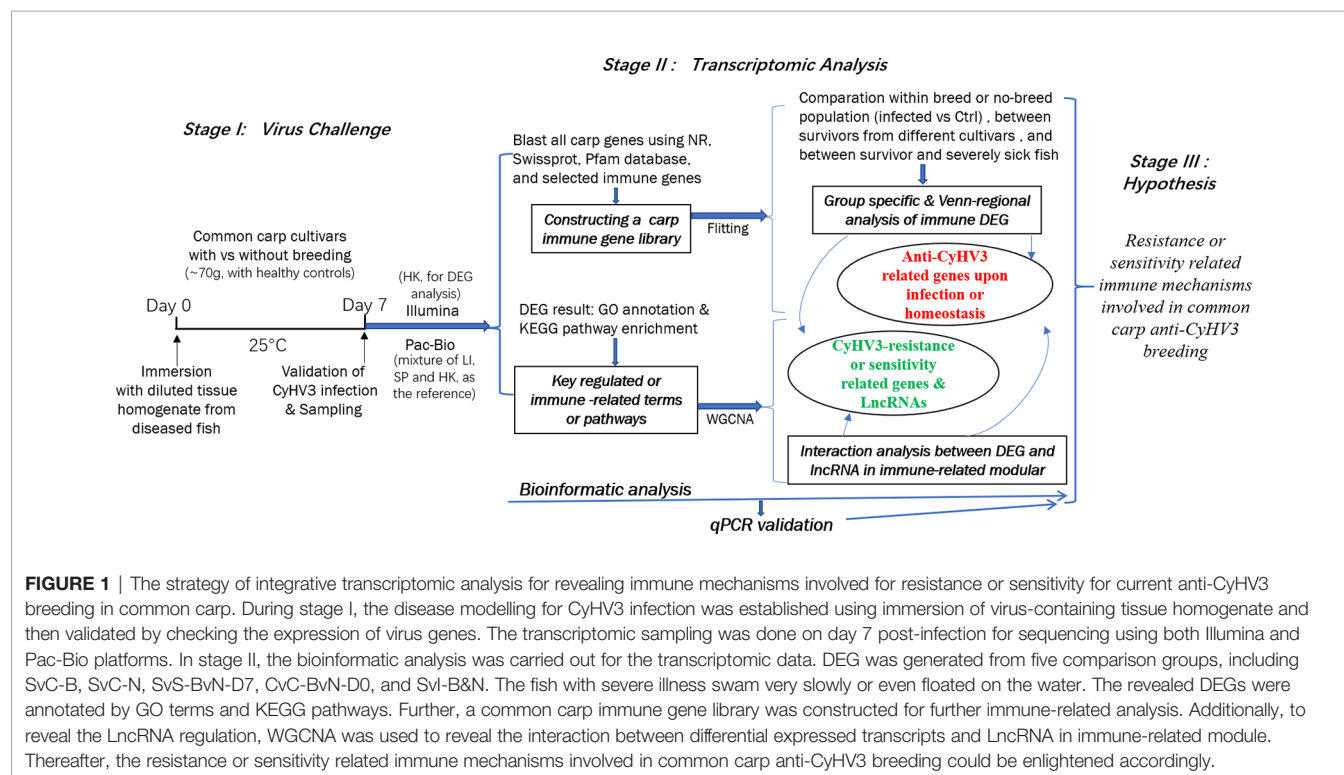 Stage II :   Transcriptomic Analysis
Stage I:   Virus Challenge
Common carp cultivars
with vs without breeding
(~70g, with healthy controls)
Day 0
Day 7
25°C
Immersion
with diluted tissue
homogenate from
diseased fish
Validation of
CyHV3 infection
& Sampling
(HK, for DEG
analysis)
Illumina
Pac-Bio
(mixture of LI,
SP and HK, as
the reference)
Blast all carp genes using NR,
Swissprot, Pfam database,
and selected immune genes
Constructing a carp
immune gene library
Flitting
DEG result: GO annotation &
KEGG pathway enrichment
Key regulated or
immune -related terms
or pathways
WGCNA
Comparation within breed or no-breed
population (infected vs Ctrl) , between
survivors from different cultivars , and
between survivor and severely sick fish
Group specific & Venn-regional
analysis of immune DEG
Anti-CyHV3
related genes upon
infection or
homeostasis
CyHV3-resistance
or sensitivity
related genes &
LncRNAs
Interaction analysis between DEG and
lncRNA in immune-related modular
Bioinformatic analysis
qPCR validation
Stage III :
Hypothesis
Resistance or
sensitivity related
immune mechanisms
involved in common
carp anti-CyHV3
breeding
FIGURE 1 | The strategy of integrative transcriptomic analysis for revealing immune mechanisms involved for resistance or sensitivity for current anti-CyHV3
breeding in common carp. During stage I, the disease modelling for CyHV3 infection was established using immersion of virus-containing tissue homogenate and
then validated by checking the expression of virus genes. The transcriptomic sampling was done on day 7 post-infection for sequencing using both Illumina and
Pac-Bio platforms. In stage II, the bioinformatic analysis was carried out for the transcriptomic data. DEG was generated from five comparison groups, including
SvC-B, SvC-N, SvS-BvN-D7, CvC-BvN-D0, and SvI-B&N. The fish with severe illness swam very slowly or even floated on the water. The revealed DEGs were
annotated by GO terms and KEGG pathways. Further, a common carp immune gene library was constructed for further immune-related analysis. Additionally, to
reveal the LncRNA regulation, WGCNA was used to reveal the interaction between differential expressed transcripts and LncRNA in immune-related module.
Thereafter, the resistance or sensitivity related immune mechanisms involved in common carp anti-CyHV3 breeding could be enlightened accordingly.